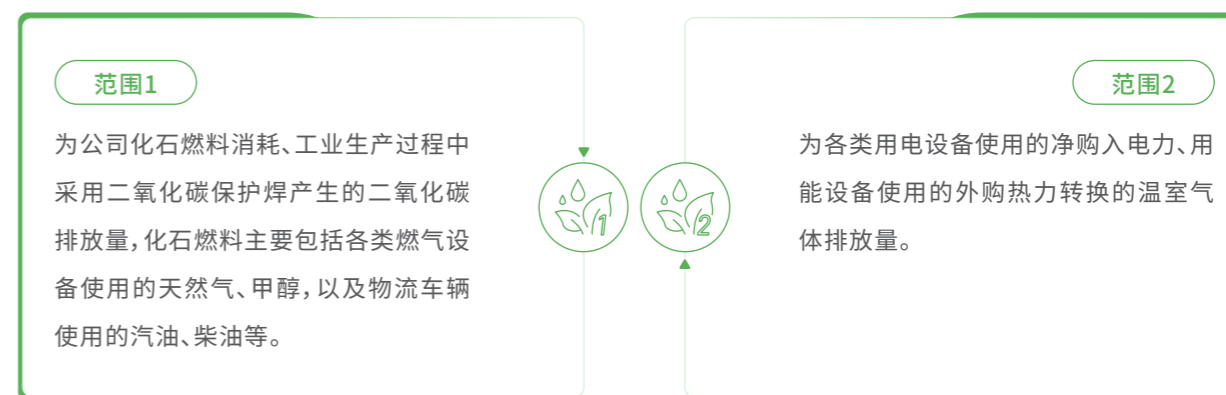 范围1
为公司化石燃料消耗、工业生产过程中
采用二氧化碳保护焊产生的二氧化碳
排放量，化石燃料主要包括各类燃气设
备使用的天然气、甲醇，以及物流车辆
使用的汽油、柴油等。
1
2
范围2
为各类用电设备使用的净购入电力、用
能设备使用的外购热力转换的温室气
体排放量。